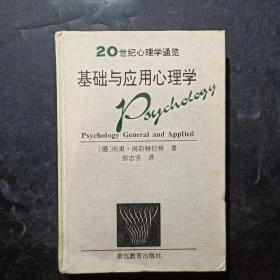 20世纪心理学通览
基础与应用心理学
Psychology
Psychology General and Applied
[德]雨果·闵斯特伯格 著
邵志芳 译
浙江教育出版社